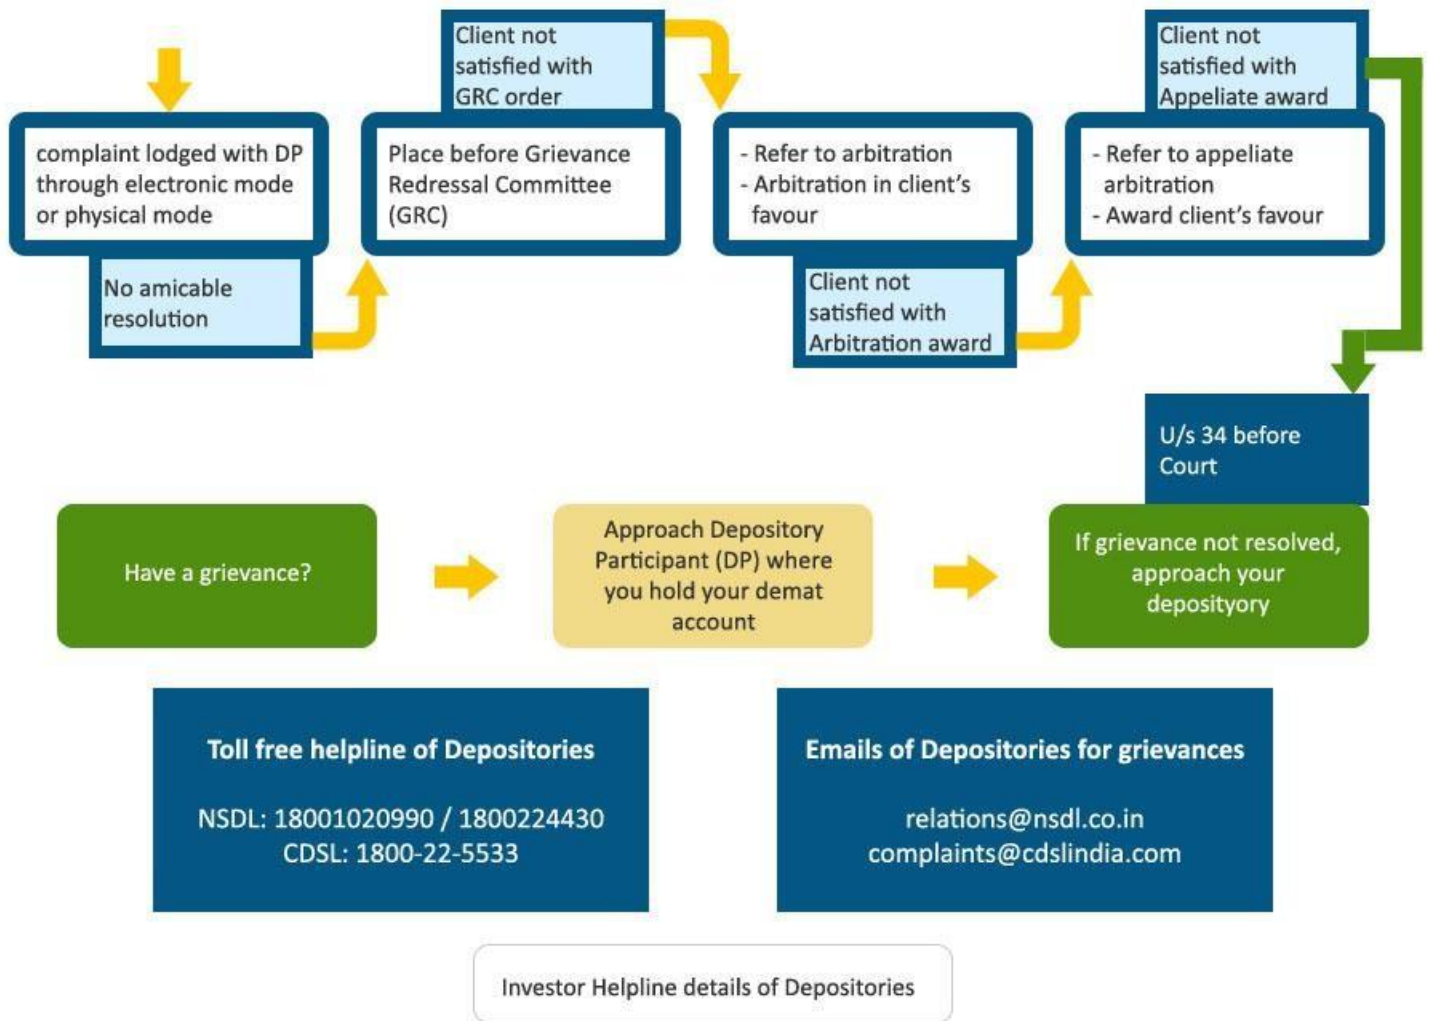 Client not
satisfied with
GRC order
Client not
satisfied with
Appeliate award
complaint lodged with DP
through electronic mode
or physical mode
Place before Grievance
Redressal Committee
(GRC)
- Refer to arbitration
- Arbitration in client’s
favour
- Refer to appeliate
arbitration
- Award client’s favour
No amicable
resolution
Client not
satisfied with
Arbitration award
U/s 34 before
Court
Have a grievance?
Approach Depository
Participant (DP) where
you hold your demat
account
If grievance not resolved,
approach your
deposityory
Toll free helpline of Depositories
NSDL: 18001020990 / 1800224430
CDSL: 1800-22-5533
Emails of Depositories for grievances
relations@nsdl.co.in
complaints@cdslindia.com
Investor Helpline details of Depositories